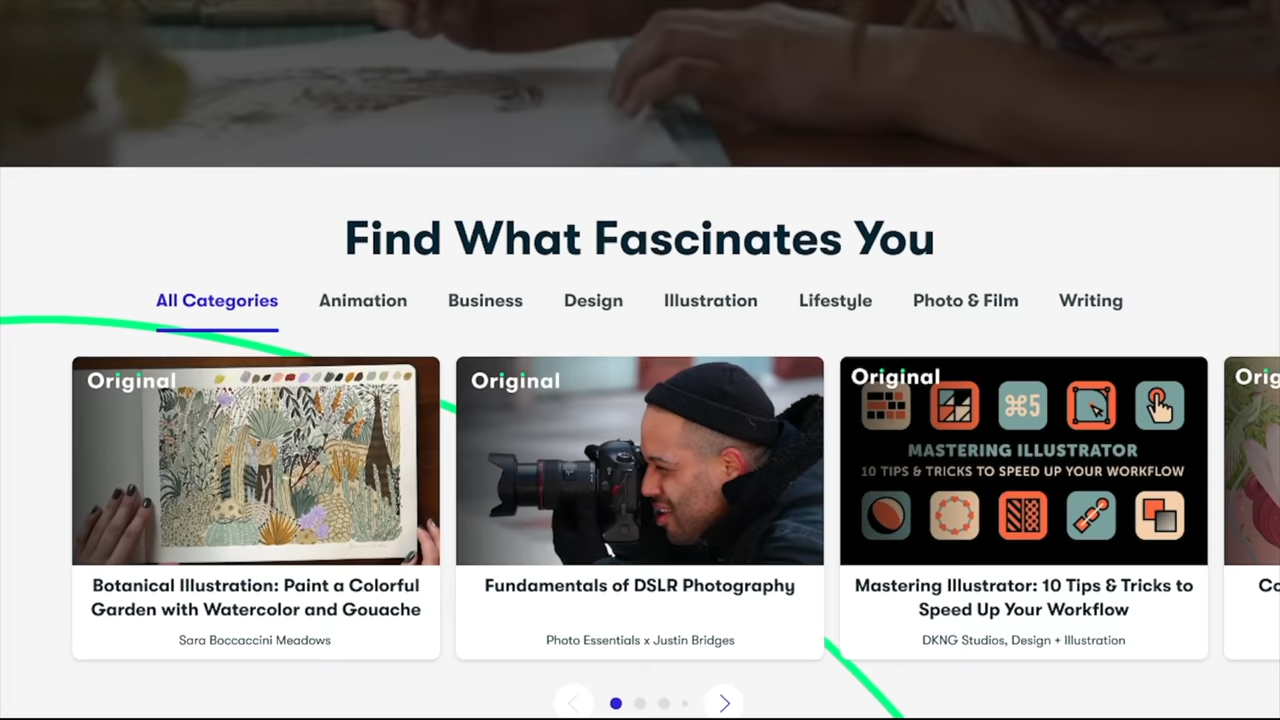 Find What Fascinates You
All Categories Animation Business Design Illustration Lifestyle Photo & Film Writing
Original
Botanical Illustration: Paint a Colorful
Garden with Watercolor and Gouache
Sara Boccaccini Meadows
Original
Fundamentals of DSLR Photography
Photo Essentials x Justin Bridges
Original
⌘5
MASTERING ILLUSTRATOR
10 TIPS & TRICKS TO SPEED UP YOUR WORKFLOW
Mastering Illustrator: 10 Tips & Tricks to
Speed Up Your Workflow
DKNG Studios, Design + Illustration